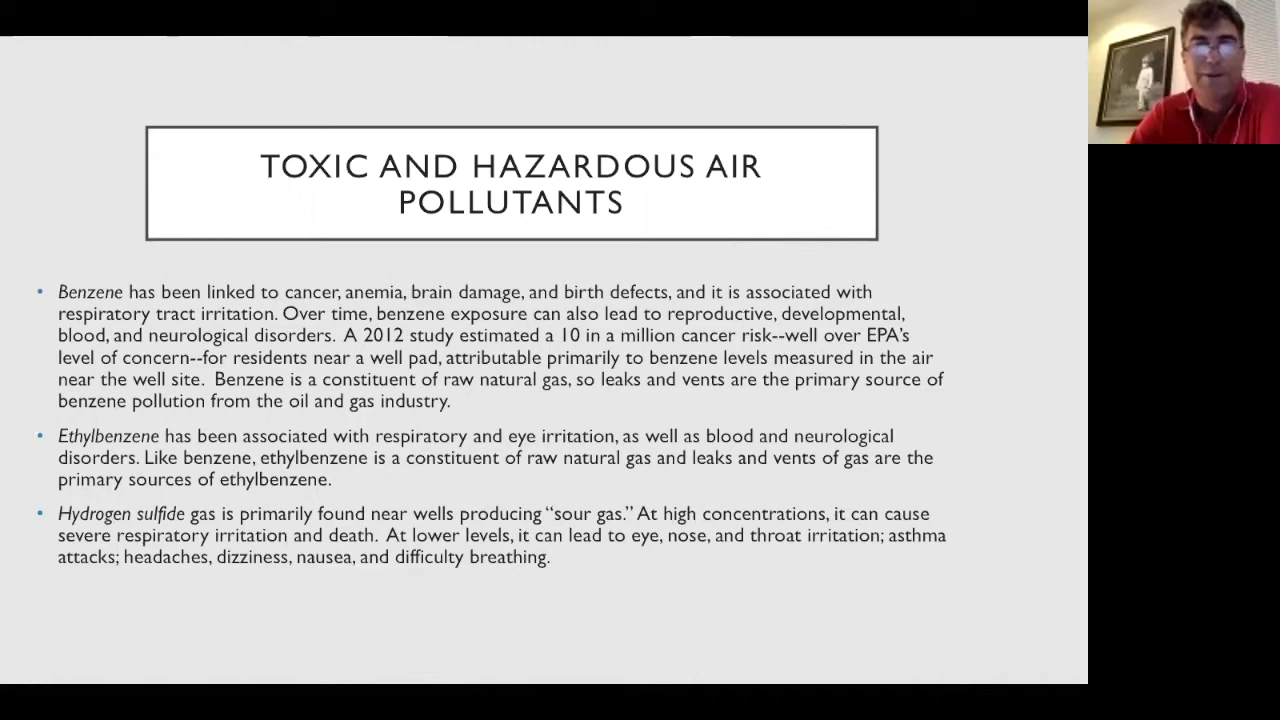 TOXIC AND HAZARDOUS AIR
POLLUTANTS
• Benzene has been linked to cancer, anemia, brain damage, and birth defects, and it is associated with
respiratory tract irritation. Over time, benzene exposure can also lead to reproductive, developmental,
blood, and neurological disorders. A 2012 study estimated a 10 in a million cancer risk--well over EPA’s
level of concern--for residents near a well pad, attributable primarily to benzene levels measured in the air
near the well site. Benzene is a constituent of raw natural gas, so leaks and vents are the primary source of
benzene pollution from the oil and gas industry.
• Ethylbenzene has been associated with respiratory and eye irritation, as well as blood and neurological
disorders. Like benzene, ethylbenzene is a constituent of raw natural gas and leaks and vents of gas are the
primary sources of ethylbenzene.
• Hydrogen sulfide gas is primarily found near wells producing “sour gas.” At high concentrations, it can cause
severe respiratory irritation and death. At lower levels, it can lead to eye, nose, and throat irritation; asthma
attacks; headaches, dizziness, nausea, and difficulty breathing.